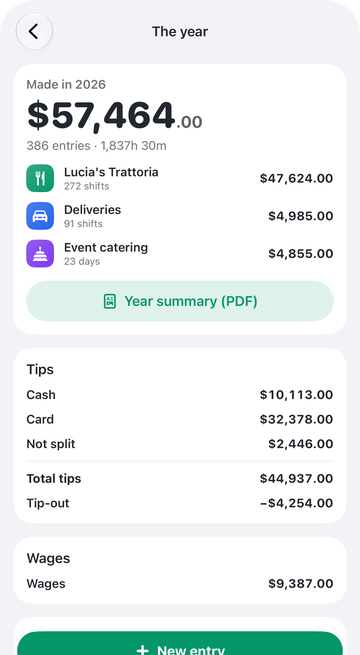 The year
Made in 2026
$57,464.00
386 entries · 1,837h 30m
Lucia's Trattoria
272 shifts
$47,624.00
Deliveries
91 shifts
$4,985.00
Event catering
23 days
$4,855.00
Year summary (PDF)
Tips
Cash $10,113.00
Card $32,378.00
Not split $2,446.00
Total tips $44,937.00
Tip-out −$4,254.00
Wages
Wages $9,387.00
+ New entry